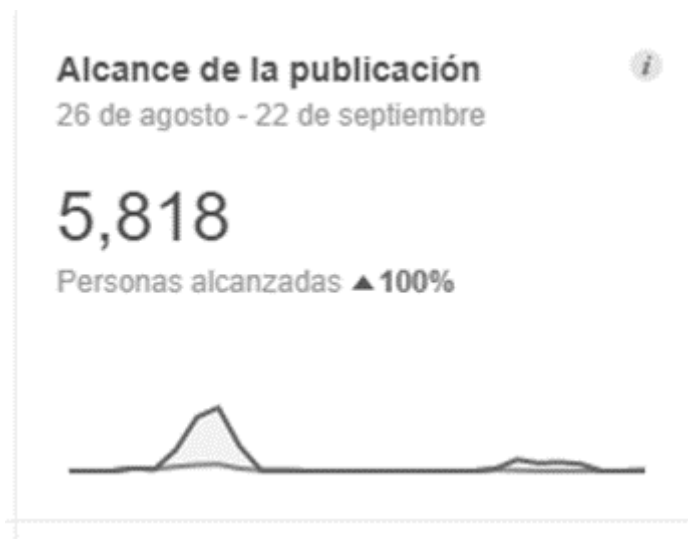 Alcance de la publicación i
26 de agosto - 22 de septiembre
5,818
Personas alcanzadas ▲100%